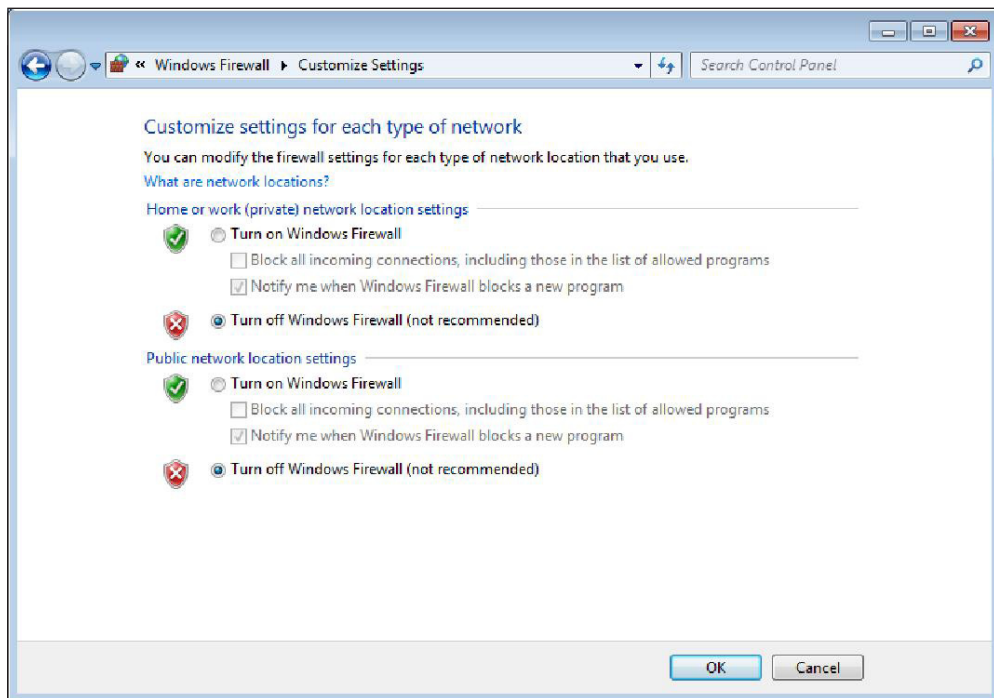 « Windows Firewall ▸ Customize Settings
Search Control Panel
Customize settings for each type of network
You can modify the firewall settings for each type of network location that you use.
What are network locations?
Home or work (private) network location settings
Turn on Windows Firewall
Block all incoming connections, including those in the list of allowed programs
Notify me when Windows Firewall blocks a new program
Turn off Windows Firewall (not recommended)
Public network location settings
Turn on Windows Firewall
Block all incoming connections, including those in the list of allowed programs
Notify me when Windows Firewall blocks a new program
Turn off Windows Firewall (not recommended)
OK
Cancel